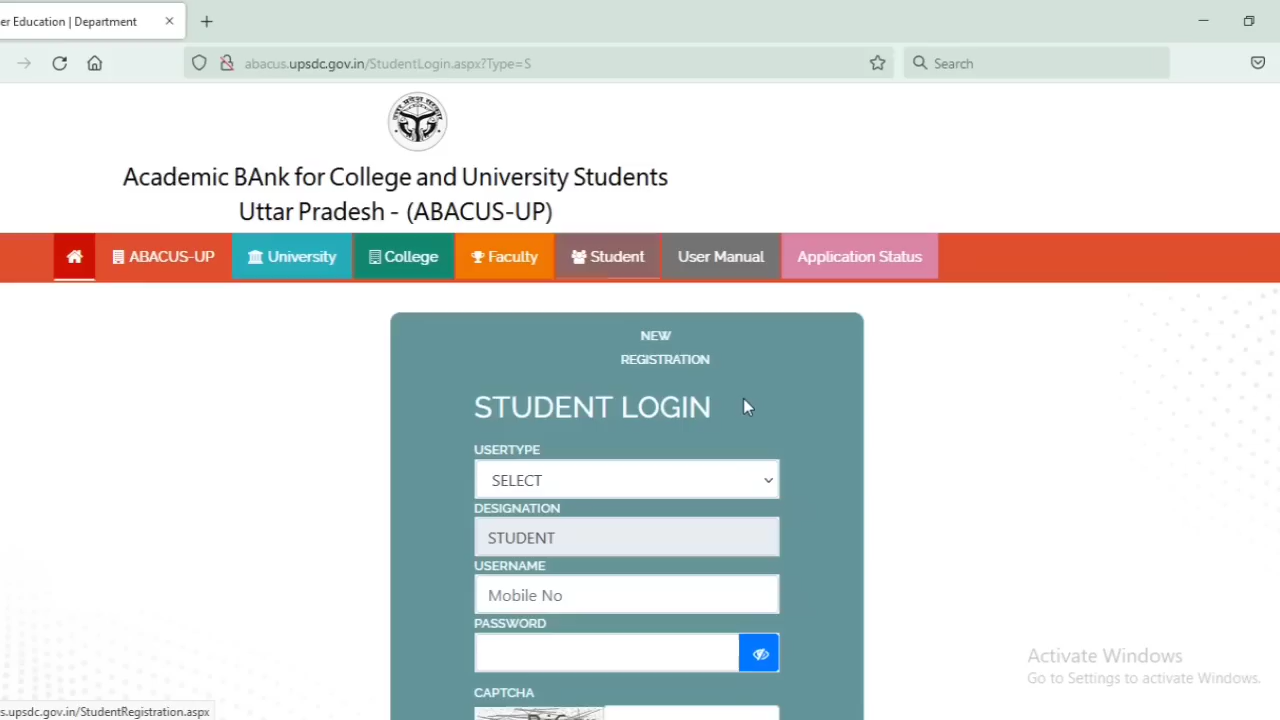 er Education | Department
abacus.upsdc.gov.in/StudentLogin.aspx?Type=S
Search
Academic BAnk for College and University Students
Uttar Pradesh - (ABACUS-UP)
ABACUS-UP
University
College
Faculty
Student
User Manual
Application Status
NEW
REGISTRATION
STUDENT LOGIN
USERTYPE
SELECT
DESIGNATION
STUDENT
USERNAME
Mobile No
PASSWORD
CAPTCHA
Activate Windows
Go to Settings to activate Windows.
s.upsdc.gov.in/StudentRegistration.aspx